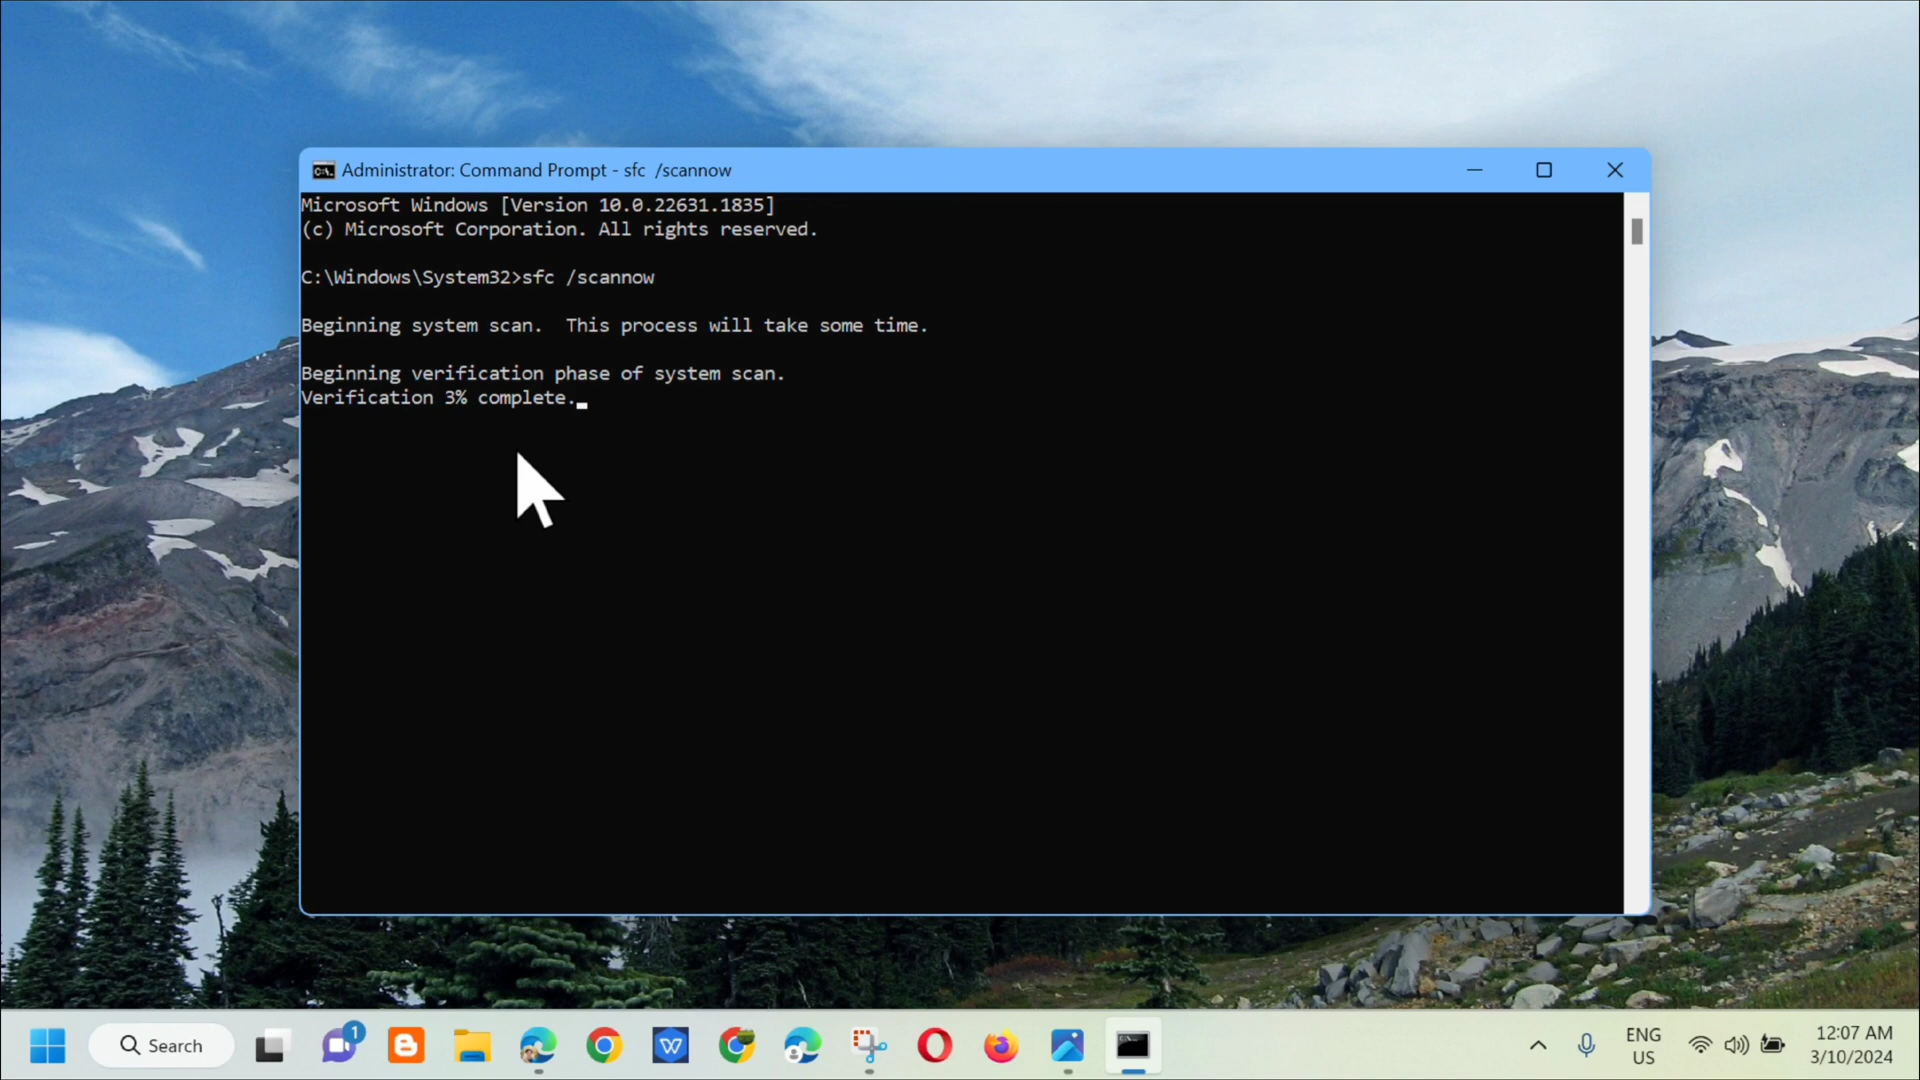 Administrator: Command Prompt - sfc  /scannow
Microsoft Windows [Version 10.0.22631.1835]
(c) Microsoft Corporation. All rights reserved.
C:\Windows\System32>sfc /scannow
Beginning system scan.  This process will take some time.
Beginning verification phase of system scan.
Verification 3% complete.
Search
1
ENG
US
12:07 AM
3/10/2024